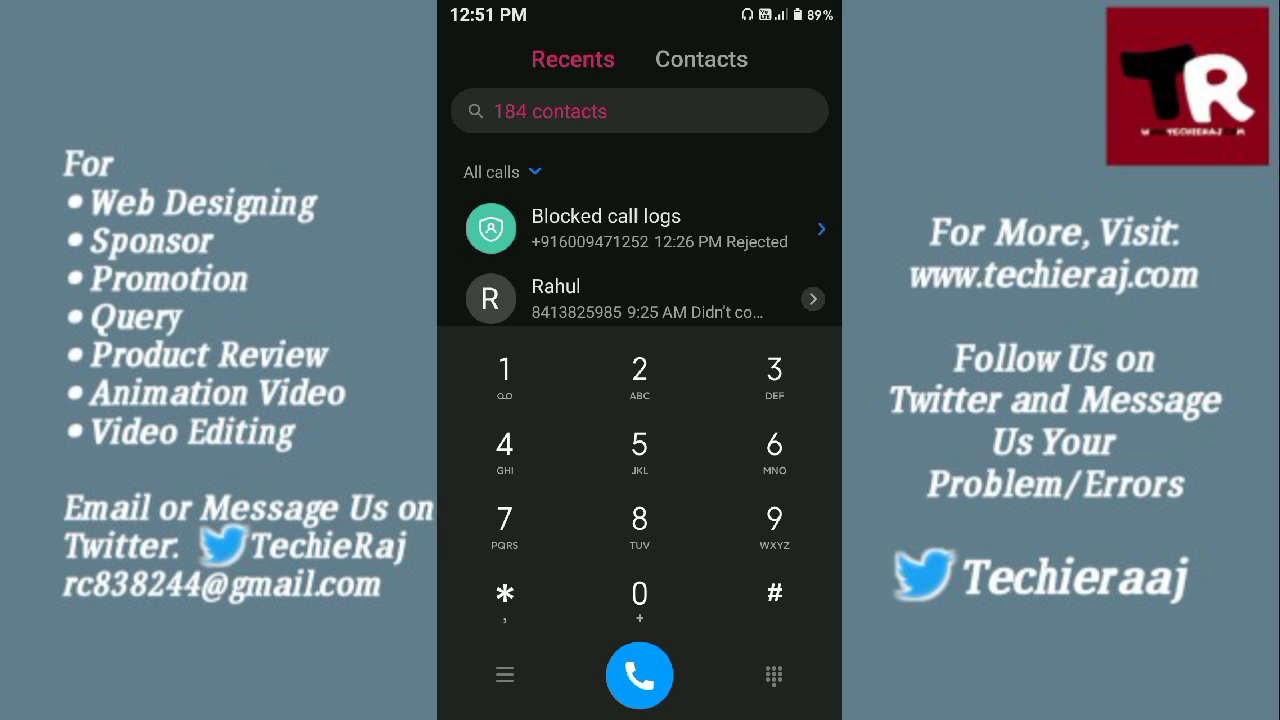 For
• Web Designing
• Sponsor
• Promotion
• Query
• Product Review
• Animation Video
• Video Editing
Email or Message Us on
Twitter. TechieRaj
rc838244@gmail.com
12:51 PM
89%
Recents Contacts
184 contacts
All calls
Blocked call logs
+916009471252 12:26 PM Rejected
R
Rahul
8413825985 9:25 AM Didn't co...
1 2 3
ABC DEF
4 5 6
GHI JKL MNO
7 8 9
PQRS TUV WXYZ
* 0 #
, +
TR
For More, Visit:
www.techieraj.com
Follow Us on
Twitter and Message
Us Your
Problem/Errors
Techieraaj